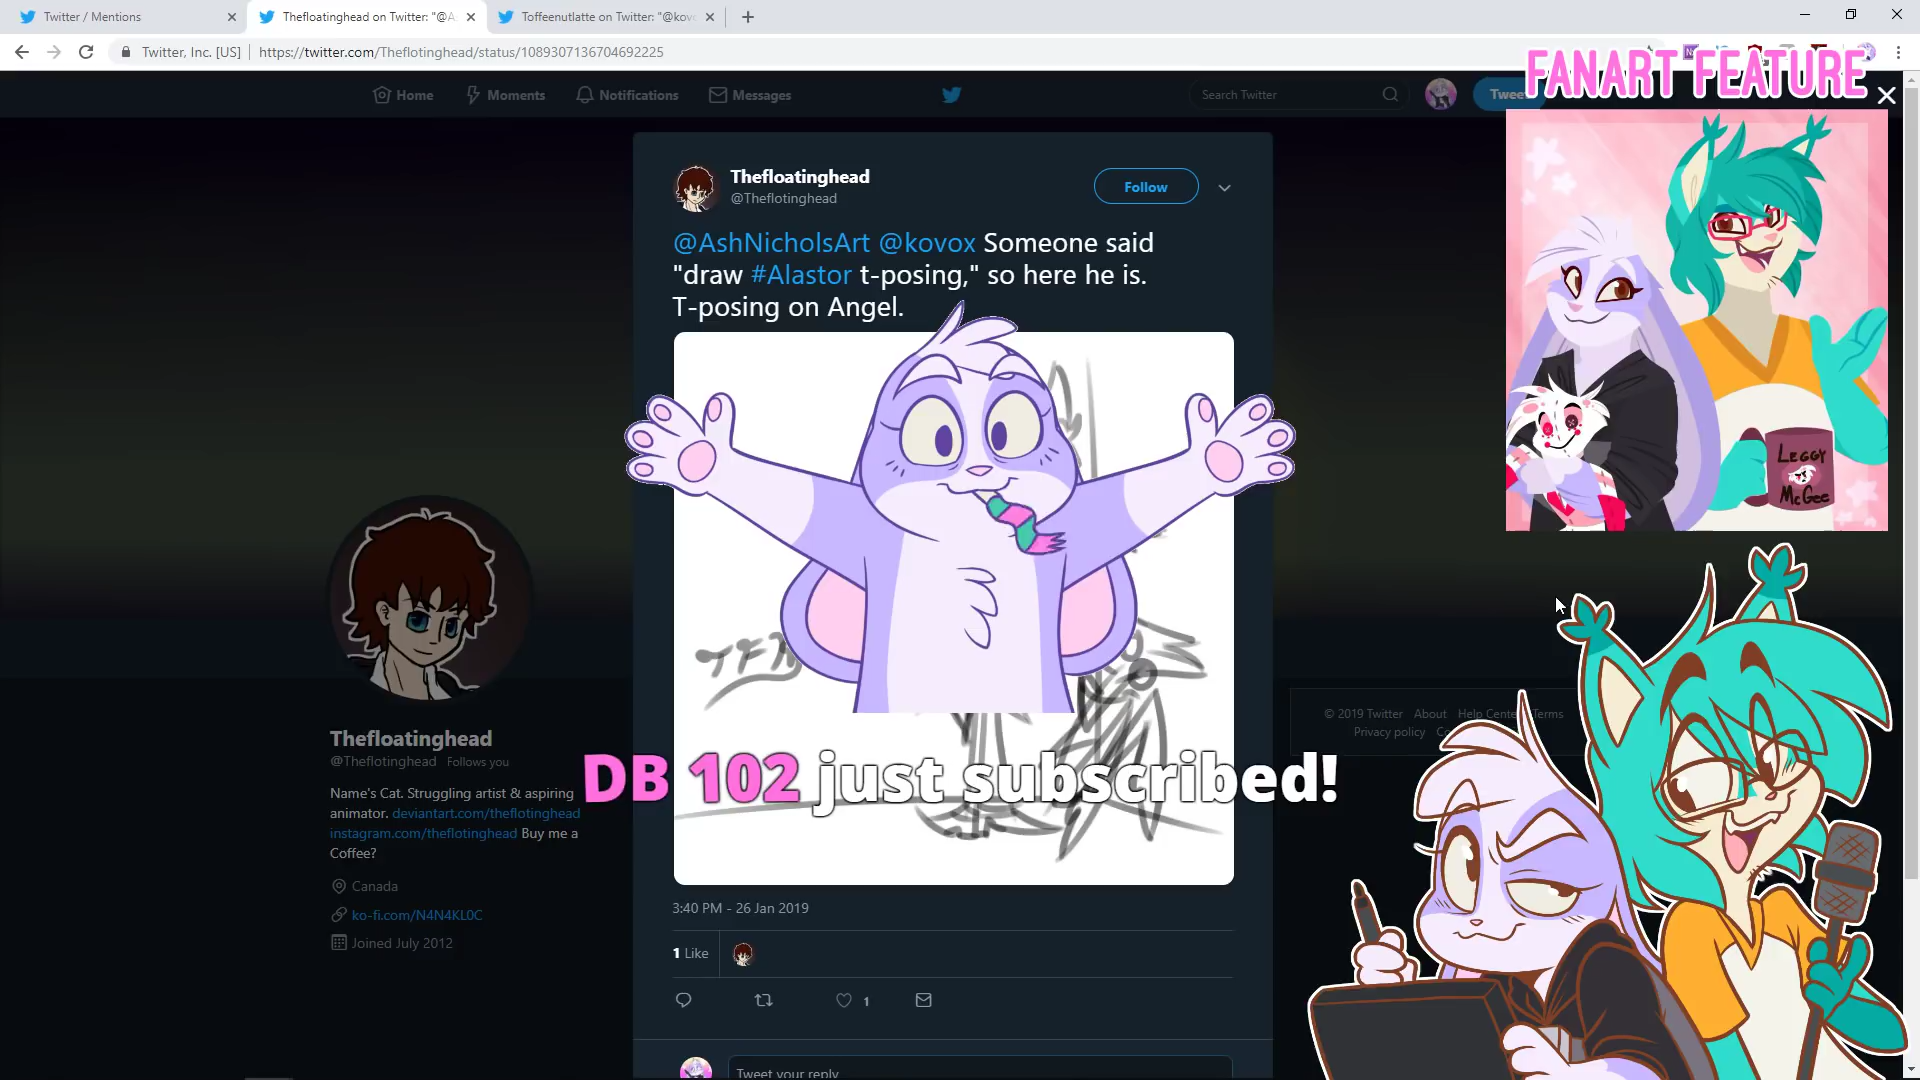 Twitter / Mentions
Thefloatinghead on Twitter: "@A
Toffeenutlatte on Twitter: "@kov
Twitter, Inc. [US]
https://twitter.com/Theflotinghead/status/1089307136704692225
FANART FEATURE
Home
Moments
Notifications
Messages
Search Twitter
Tweet
Thefloatinghead
@Theflotinghead
Follow
@AshNicholsArt @kovox Someone said
"draw #Alastor t-posing," so here he is.
T-posing on Angel.
LEGGY
McGee
© 2019 Twitter About Help Center Terms
Privacy policy
Thefloatinghead
@Theflotinghead Follows you
DB 102 just subscribed!
Name's Cat. Struggling artist & aspiring
animator. deviantart.com/theflotinghead
instagram.com/theflotinghead Buy me a
Coffee?
Canada
ko-fi.com/N4N4KL0C
Joined July 2012
3:40 PM - 26 Jan 2019
1 Like
1
Tweet your reply